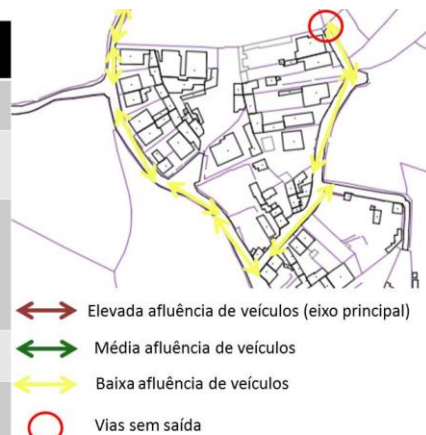 Elevada afluência de veículos (eixo principal)
Média afluência de veículos
Baixa afluência de veículos
Vias sem saída